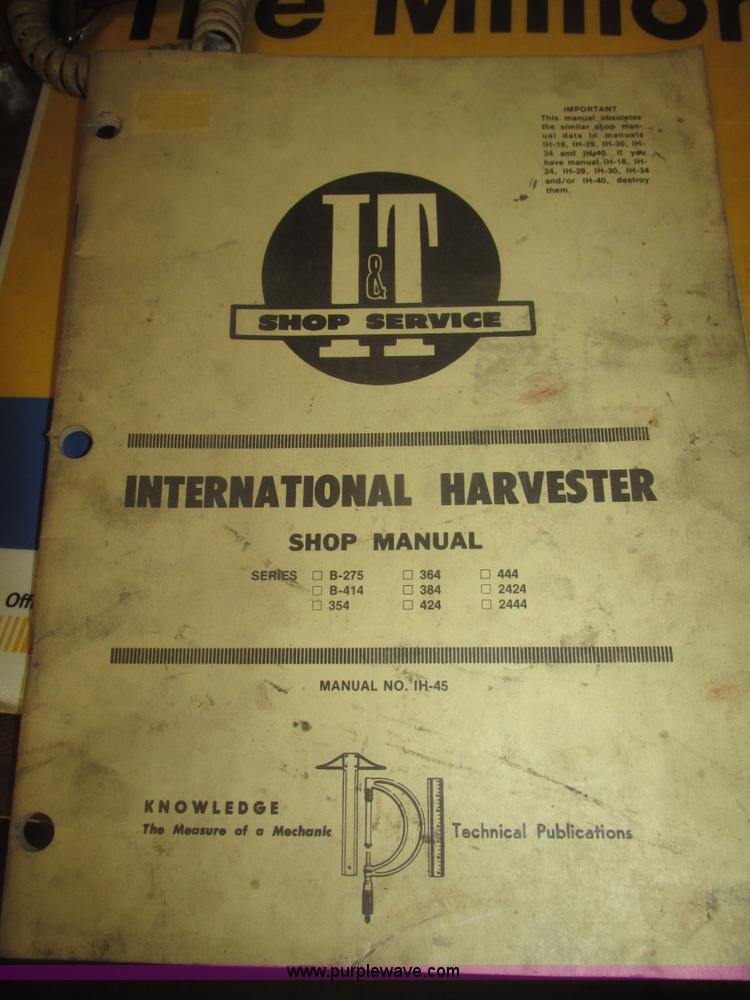 The Million
IMPORTANT
This manual obsoletes
the similar shop man-
ual data in manuals
IH-18, IH-29, IH-30, IH-
34 and IH-40. If you
have manual IH-18, IH-
24, IH-29, IH-30, IH-34
and/or IH-40, destroy
them.
I&T
SHOP SERVICE
INTERNATIONAL HARVESTER
SHOP MANUAL
SERIES □ B-275 □ 364 □ 444
□ B-414 □ 384 □ 2424
□ 354 □ 424 □ 2444
MANUAL NO. IH-45
Offi
KNOWLEDGE
The Measure of a Mechanic
Technical Publications
www.purplewave.com